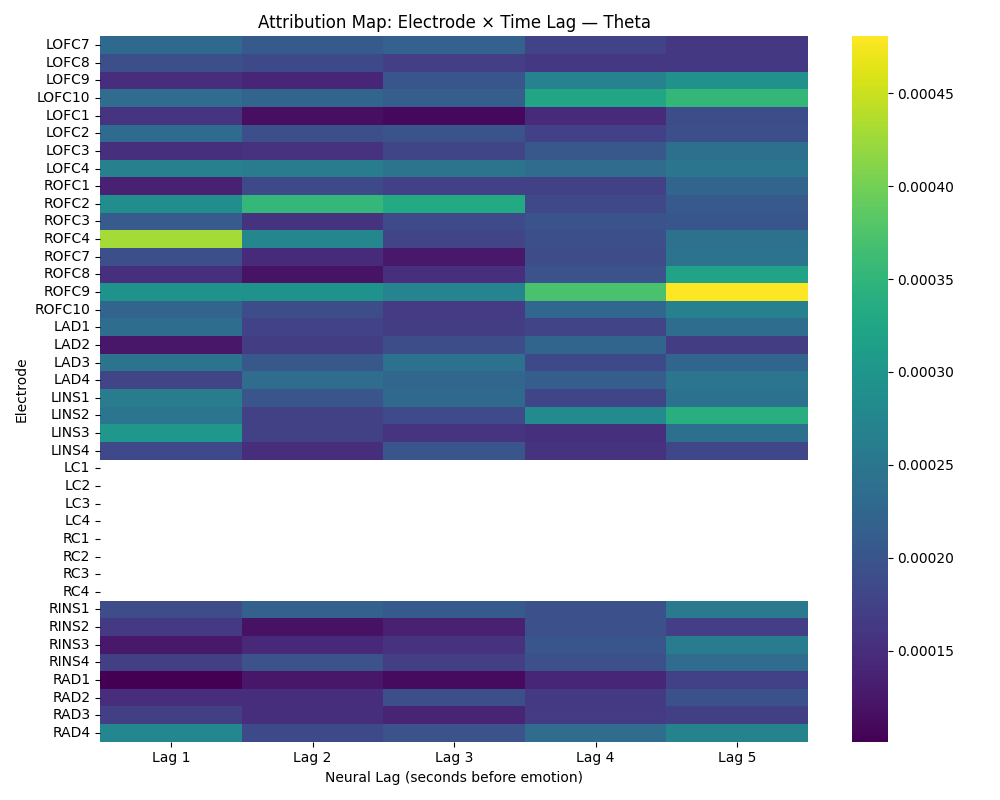 Attribution Map: Electrode × Time Lag — Theta
Electrode
LOFC7
LOFC8
LOFC9
LOFC10
LOFC1
LOFC2
LOFC3
LOFC4
ROFC1
ROFC2
ROFC3
ROFC4
ROFC7
ROFC8
ROFC9
ROFC10
LAD1
LAD2
LAD3
LAD4
LINS1
LINS2
LINS3
LINS4
LC1
LC2
LC3
LC4
RC1
RC2
RC3
RC4
RINS1
RINS2
RINS3
RINS4
RAD1
RAD2
RAD3
RAD4
Lag 1 Lag 2 Lag 3 Lag 4 Lag 5
Neural Lag (seconds before emotion)
0.00045
0.00040
0.00035
0.00030
0.00025
0.00020
0.00015